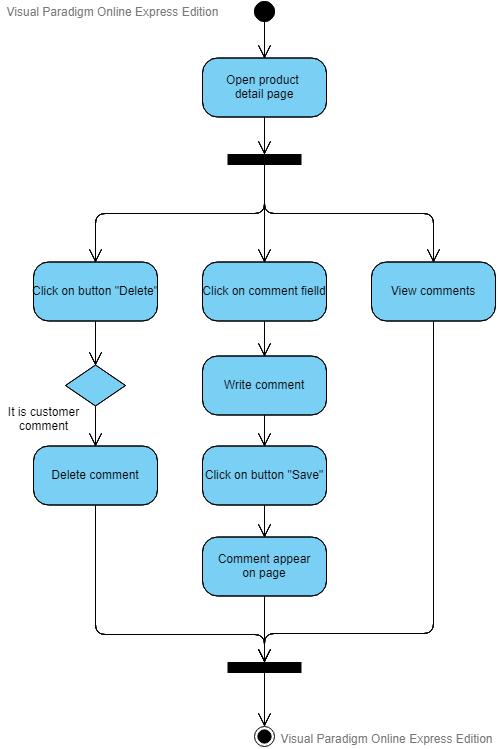 Visual Paradigm Online Express Edition
Open product
detail page
Click on button "Delete"
Click on comment fielld
View comments
Write comment
It is customer
comment
Delete comment
Click on button "Save"
Comment appear
on page
Visual Paradigm Online Express Edition